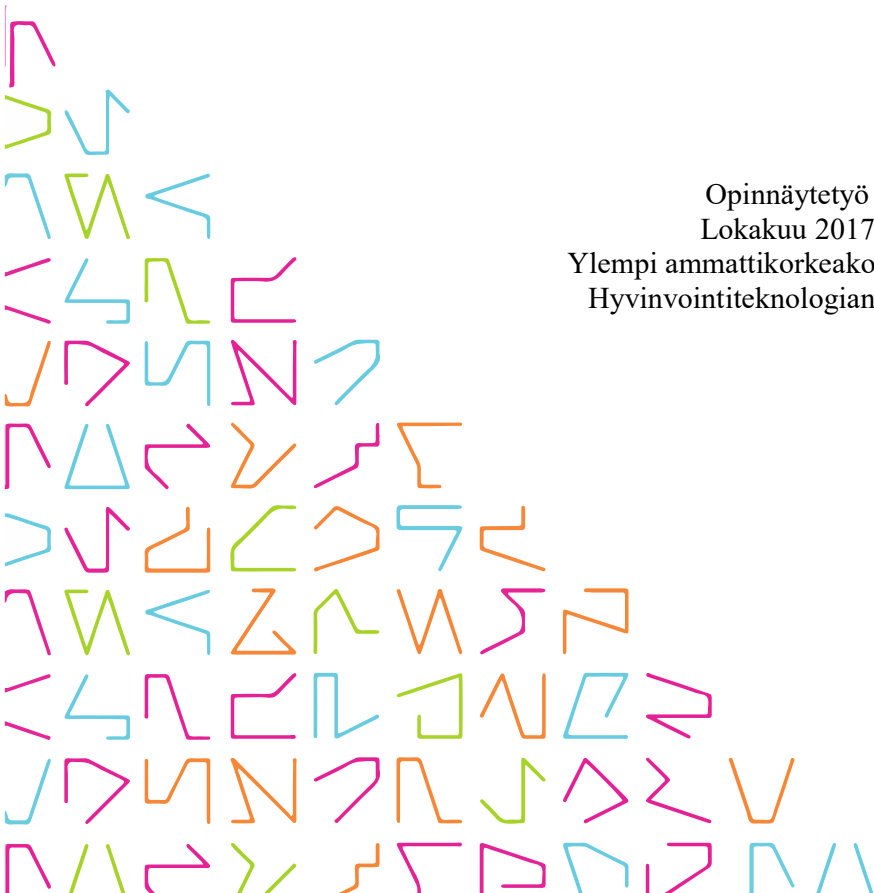 Opinnäytetyö
Lokakuu 2017
Ylempi ammattikorkeako
Hyvinvointiteknologian